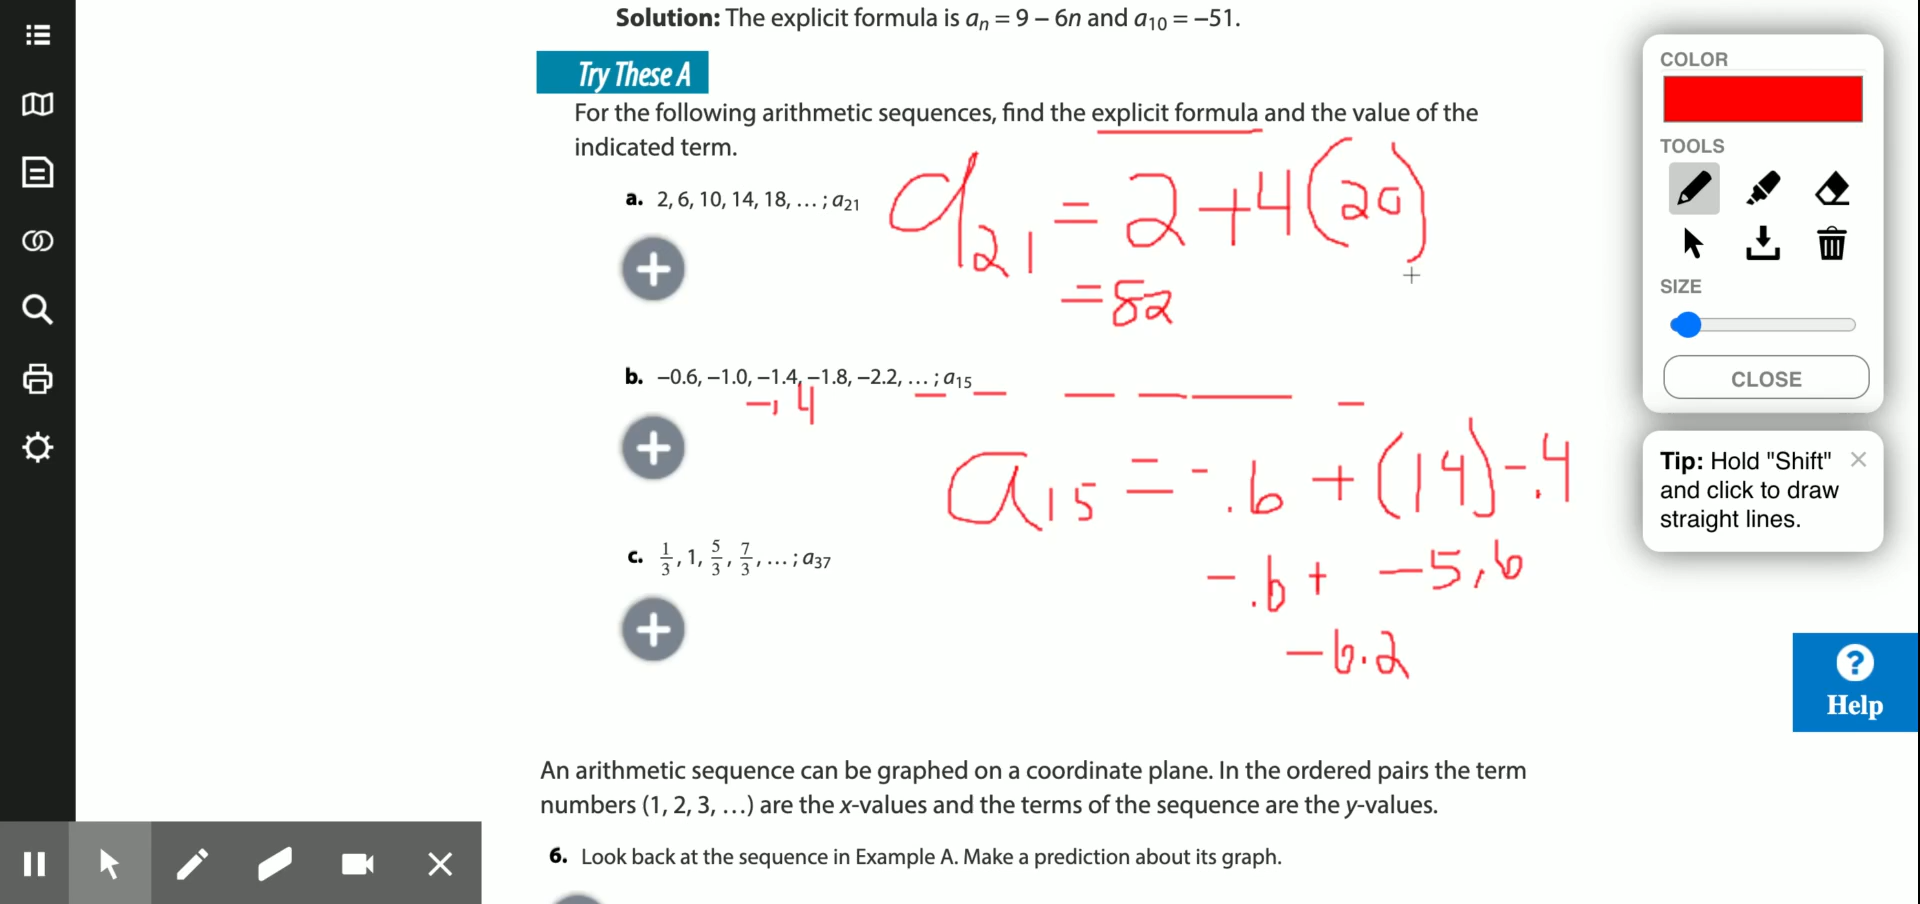 Solution: The explicit formula is aₙ = 9 – 6n and a₁₀ = –51.
Try These A
For the following arithmetic sequences, find the explicit formula and the value of the
indicated term.
a. 2, 6, 10, 14, 18, … ; a₂₁
a₂₁ = 2 + 4(20)
= 82
b. –0.6, –1.0, –1.4, –1.8, –2.2, … ; a₁₅
-.4
a₁₅ = -.6 + (14) -.4
-.6 + -5.6
-6.2
c. 1/3, 1, 5/3, 7/3, … ; a₃₇
An arithmetic sequence can be graphed on a coordinate plane. In the ordered pairs the term
numbers (1, 2, 3, …) are the x-values and the terms of the sequence are the y-values.
6. Look back at the sequence in Example A. Make a prediction about its graph.
COLOR
TOOLS
SIZE
CLOSE
Tip: Hold "Shift"
and click to draw
straight lines.
? 
Help